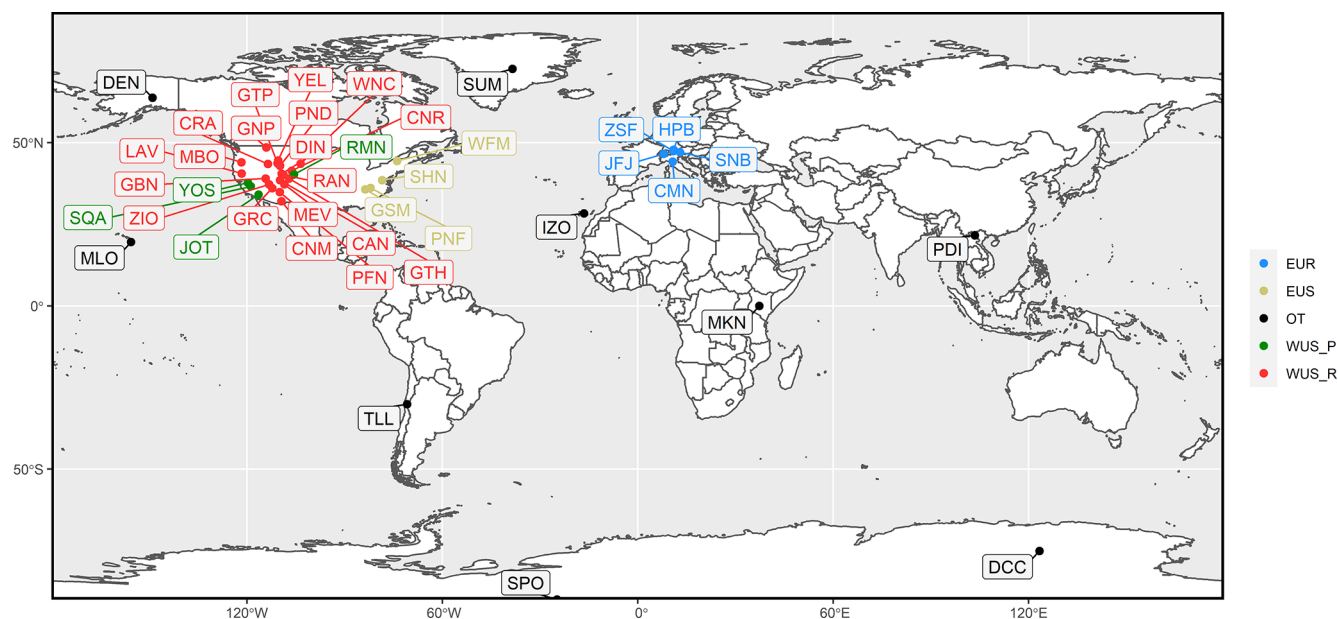 DEN
YEL
WNC
SUM
GTP
PND
CNR
CRA
GNP
50°N
ZSF
HPB
WFM
DIN
RMN
LAV
MBO
JFJ
SNB
SHN
RAN
GBN
YOS
CMN
GSM
SQA
ZIO
GRC
MEV
IZO
PNF
JOT
CNM
CAN
PDI
MLO
GTH
PFN
0°
MKN
TLL
50°S
DCC
SPO
120°W
60°W
0°
60°E
120°E
EUR
EUS
OT
WUS_P
WUS_R